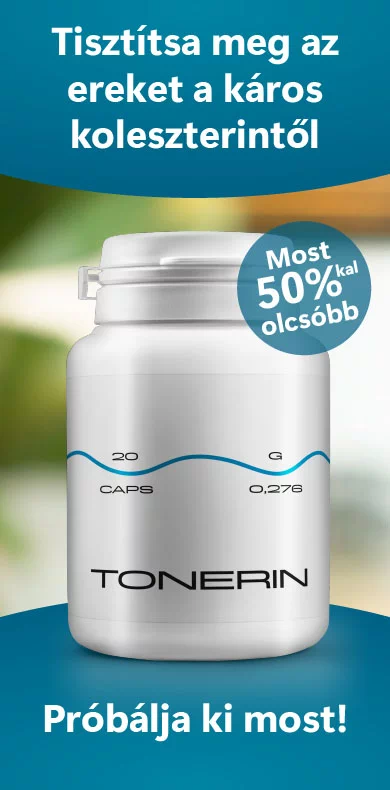 Tisztítsa meg az
ereket a káros
koleszterintől
Most
50%kal
olcsóbb
20 G
CAPS 0,276
TONERIN
Próbálja ki most!